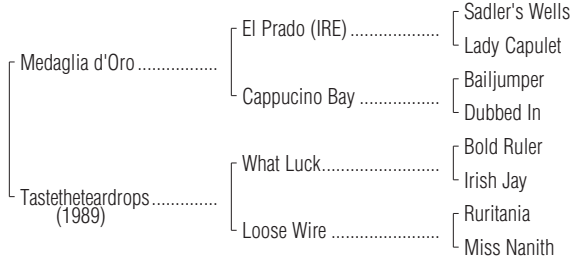 Sadler's Wells
El Prado (IRE) ....................
Lady Capulet
Medaglia d'Oro ................
Bailjumper
Cappucino Bay ..................
Dubbed In
Bold Ruler
What Luck..........................
Irish Jay
Tastetheteardrops.............
(1989)
Ruritania
Loose Wire ........................
Miss Nanith